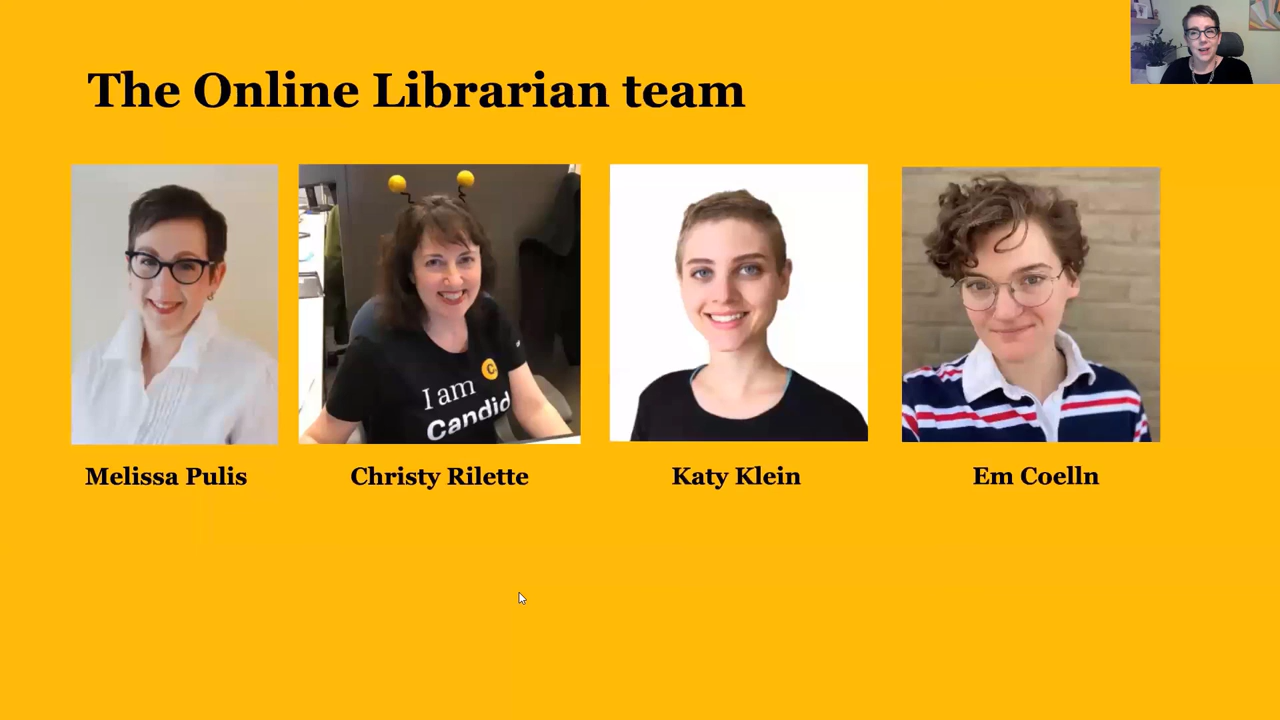 The Online Librarian team
I am
C
Candid
Melissa Pulis
Christy Rilette
Katy Klein
Em Coelln